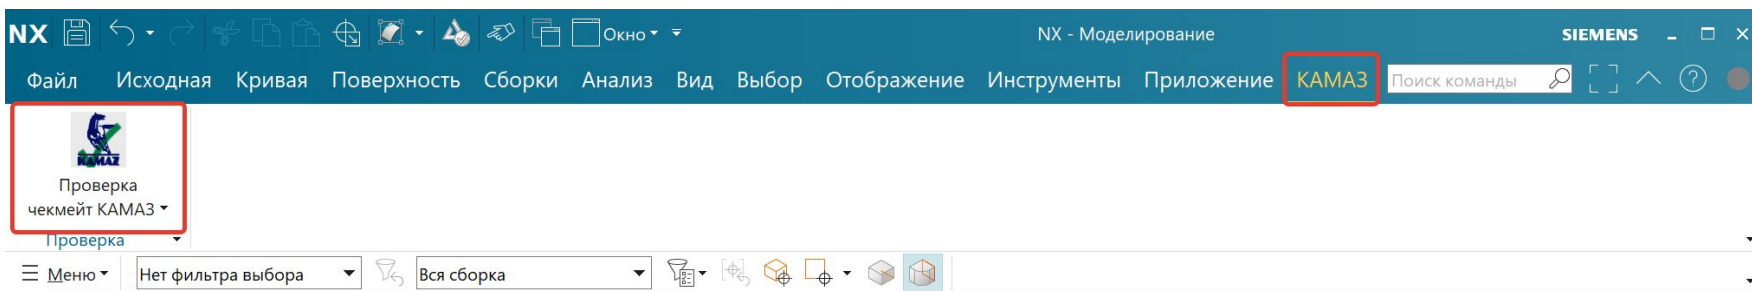 NX Окно NX - Моделирование SIEMENS
Файл Исходная Кривая Поверхность Сборки Анализ Вид Выбор Отображение Инструменты Приложение КАМАЗ Поиск команды
KAMAZ
Проверка
чекмейт КАМАЗ
Проверка
Меню Нет фильтра выбора Вся сборка